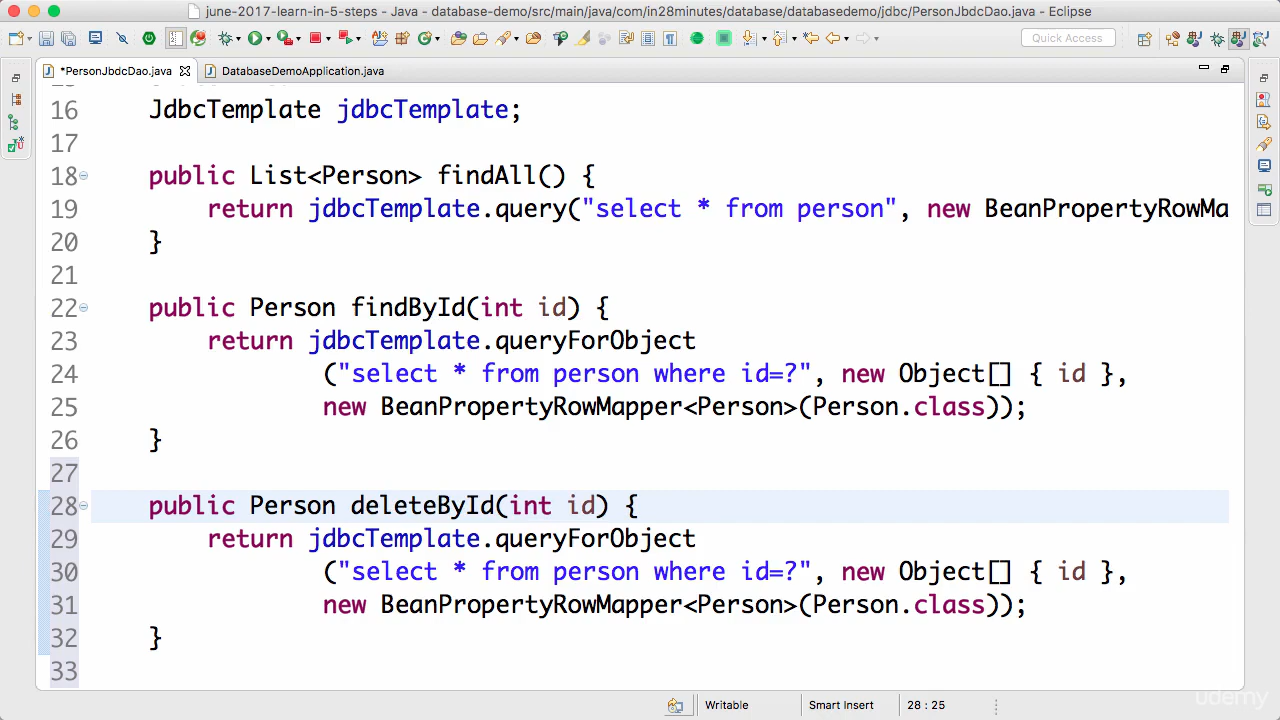 june-2017-learn-in-5-steps - Java - database-demo/src/main/java/com/in28minutes/database/databasedemo/jdbc/PersonJbdcDao.java - Eclipse
Quick Access
*PersonJbdcDao.java
DatabaseDemoApplication.java
16 JdbcTemplate jdbcTemplate;
17
18 public List<Person> findAll() {
19 return jdbcTemplate.query("select * from person", new BeanPropertyRowMa
20 }
21
22 public Person findById(int id) {
23 return jdbcTemplate.queryForObject
24 ("select * from person where id=?", new Object[] { id },
25 new BeanPropertyRowMapper<Person>(Person.class));
26 }
27
28 public Person deleteById(int id) {
29 return jdbcTemplate.queryForObject
30 ("select * from person where id=?", new Object[] { id },
31 new BeanPropertyRowMapper<Person>(Person.class));
32 }
33
Writable
Smart Insert
28 : 25
udemy